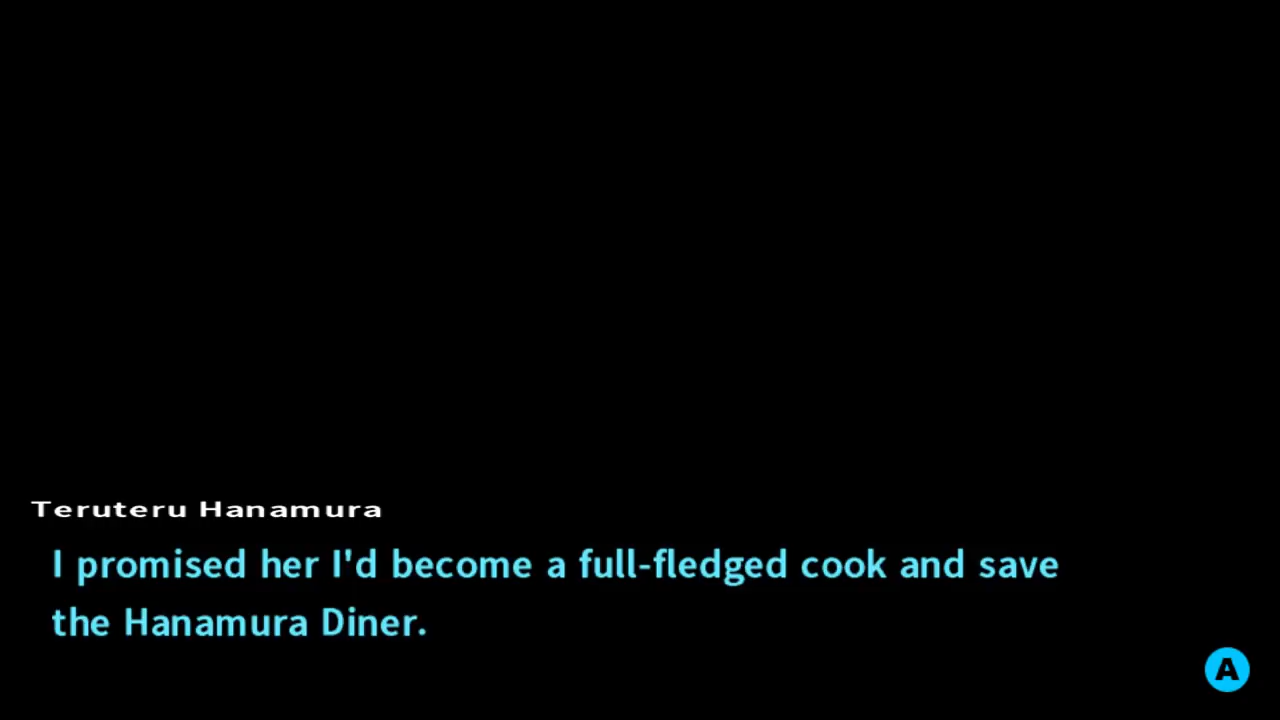 Teruteru Hanamura
I promised her I'd become a full-fledged cook and save
the Hanamura Diner.
A